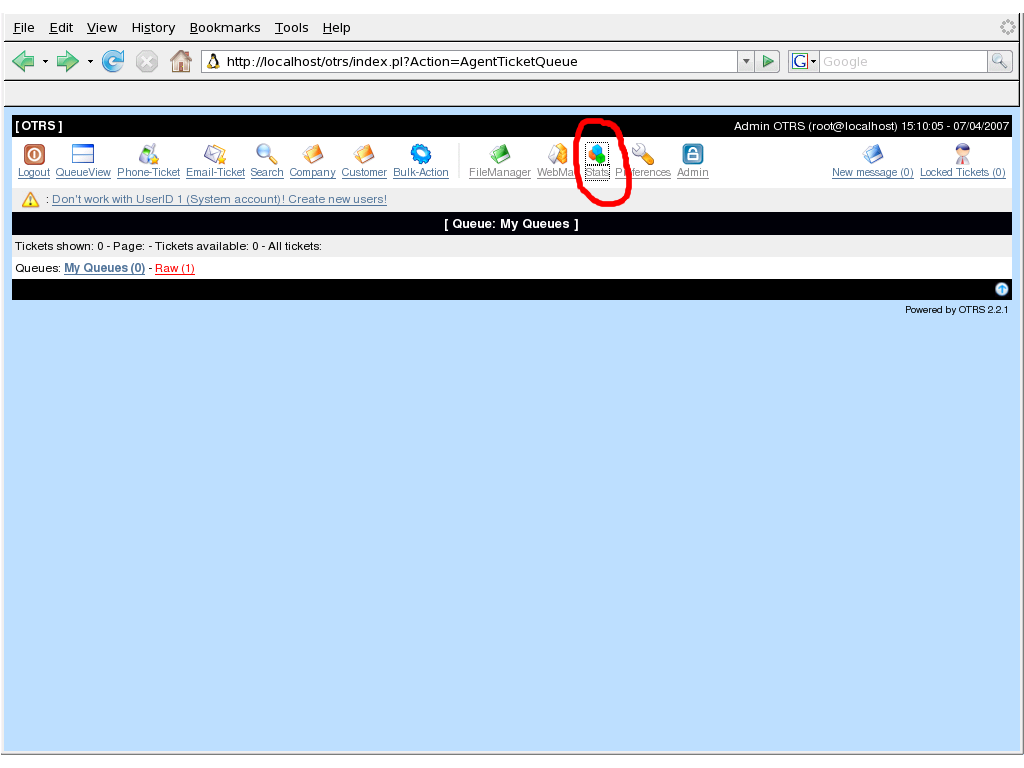 File Edit View History Bookmarks Tools Help
http://localhost/otrs/index.pl?Action=AgentTicketQueue G Google
[ OTRS ] Admin OTRS (root@localhost) 15:10:05 - 07/04/2007
Logout QueueView Phone-Ticket Email-Ticket Search Company Customer Bulk-Action FileManager Stats Admin New message (0) Locked Tickets (0)
: Don't work with UserID 1 (System account)! Create new users!
[ Queue: My Queues ]
Tickets shown: 0 - Page: - Tickets available: 0 - All tickets:
Queues: My Queues (0) - Raw (1)
Powered by OTRS 2.2.1